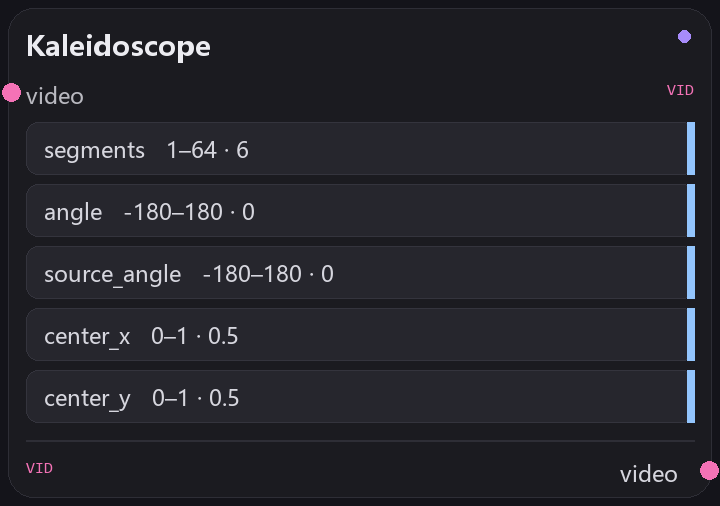 Kaleidoscope
video VID
segments 1–64 · 6
angle -180–180 · 0
source_angle -180–180 · 0
center_x 0–1 · 0.5
center_y 0–1 · 0.5
VID video